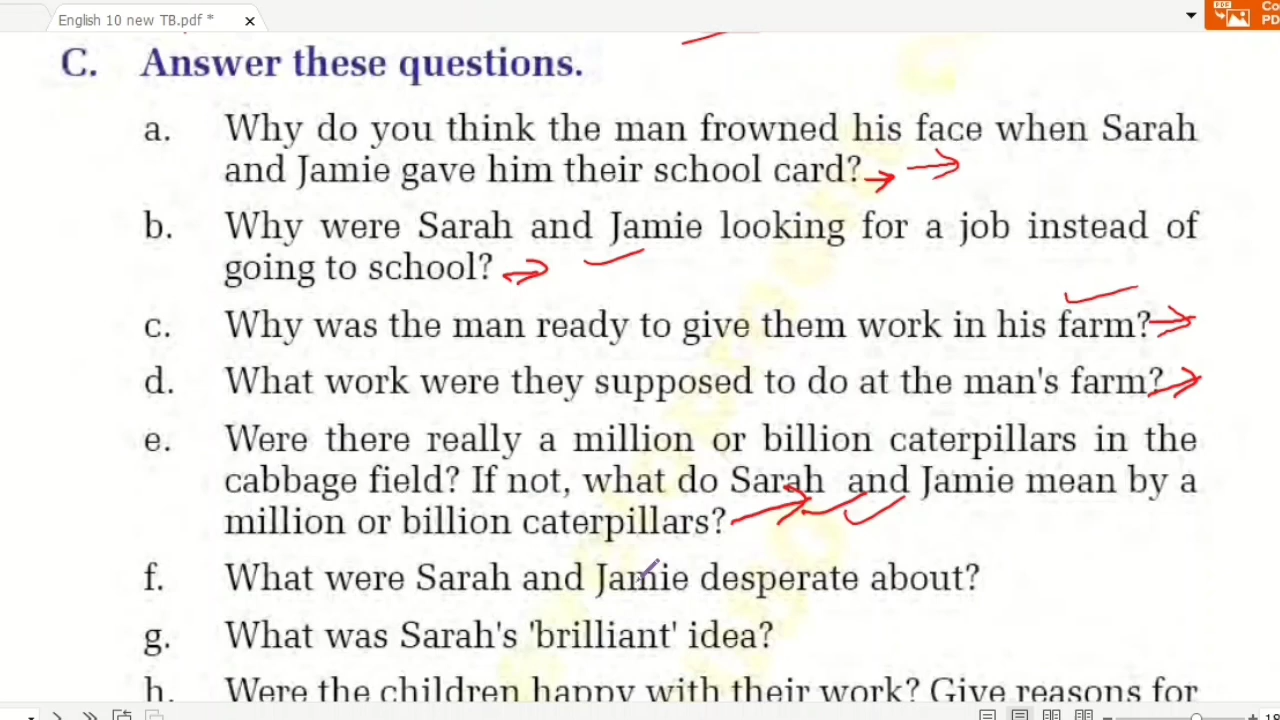 English 10 new TB.pdf *
Co
PDF
PD
C. Answer these questions.
a. Why do you think the man frowned his face when Sarah
and Jamie gave him their school card?
b. Why were Sarah and Jamie looking for a job instead of
going to school?
c. Why was the man ready to give them work in his farm?
d. What work were they supposed to do at the man's farm?
e. Were there really a million or billion caterpillars in the
cabbage field? If not, what do Sarah and Jamie mean by a
million or billion caterpillars?
f. What were Sarah and Jamie desperate about?
g. What was Sarah's 'brilliant' idea?
h. Were the children happy with their work? Give reasons for